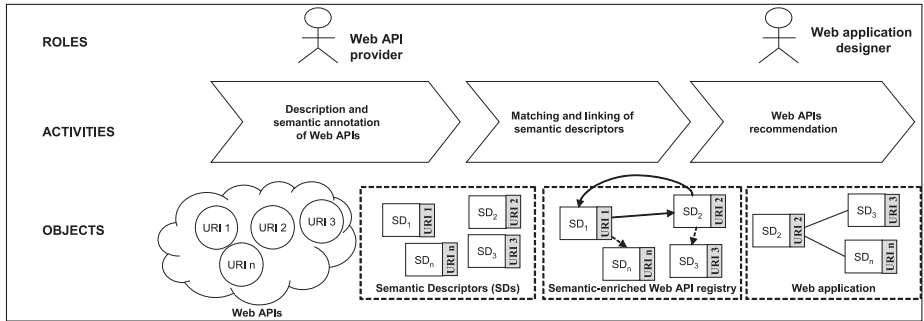 ROLES
Web API
provider
Web application
designer
ACTIVITIES
Description and
semantic annotation
of Web APIs
Matching and linking of
semantic descriptors
Web APIs
recommendation
OBJECTS
URI 1
URI 2
URI 3
URI n
Web APIs
SD1
URI 1
SD2
URI 2
SDn
URI n
SD3
URI 3
Semantic Descriptors (SDs)
SD1
URI 1
SD2
URI 2
SDn
URI n
SD3
URI 3
Semantic-enriched Web API registry
SD2
URI 2
SD3
URI 3
SDn
URI n
Web application